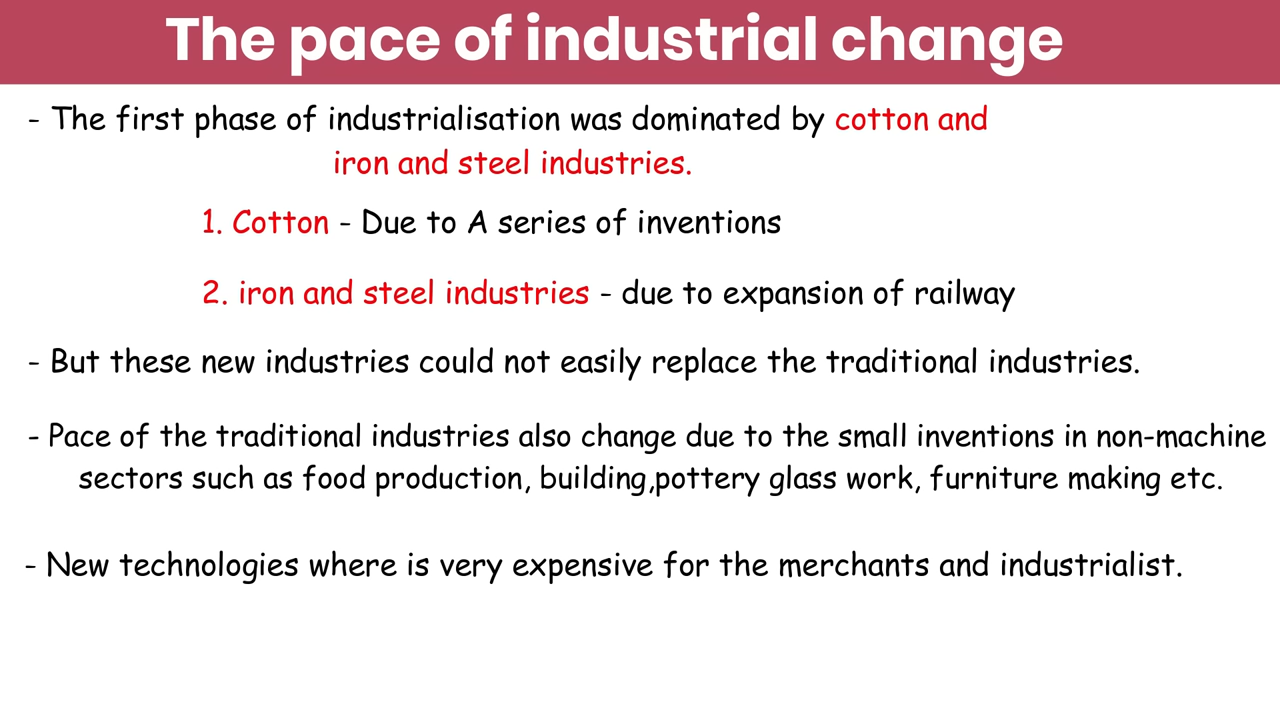 The pace of industrial change
- The first phase of industrialisation was dominated by cotton and
iron and steel industries.
1. Cotton - Due to A series of inventions
2. iron and steel industries - due to expansion of railway
- But these new industries could not easily replace the traditional industries.
- Pace of the traditional industries also change due to the small inventions in non-machine
sectors such as food production, building,pottery glass work, furniture making etc.
- New technologies where is very expensive for the merchants and industrialist.